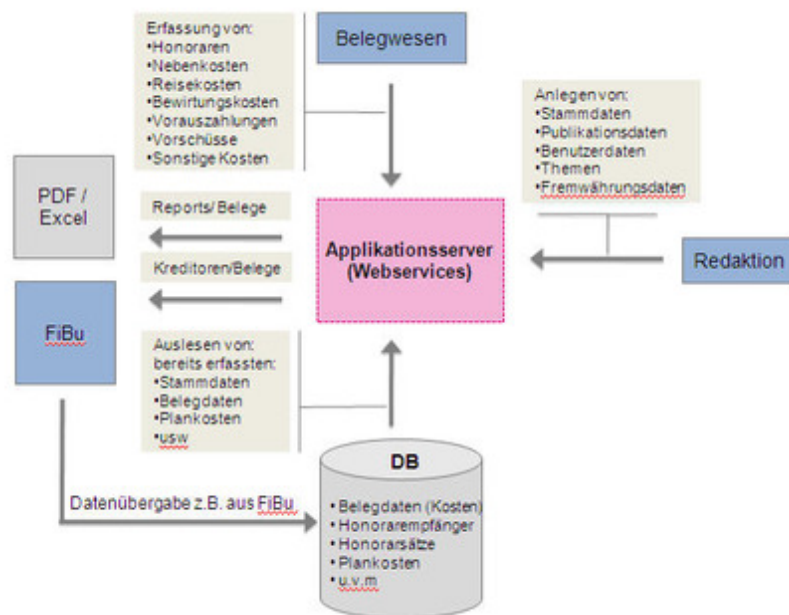 Erfassung von:
•Honoraren
•Nebenkosten
•Reisekosten
•Bewirtungskosten
•Vorauszahlungen
•Vorschüsse
•Sonstige Kosten
Belegwesen
Anlegen von:
•Stammdaten
•Publikationsdaten
•Benutzerdaten
•Themen
•Fremwährungsdaten
PDF /
Excel
Reports/ Belege
Applikationsserver
(Webservices)
Kreditoren/Belege
Redaktion
FiBu
Auslesen von:
bereits erfassten:
•Stammdaten
•Belegdaten
•Plankosten
•usw
DB
Datenübergabe z.B. aus FiBu
• Belegdaten (Kosten)
• Honorarempfänger
• Honorarsätze
• Plankosten
• u.v.m